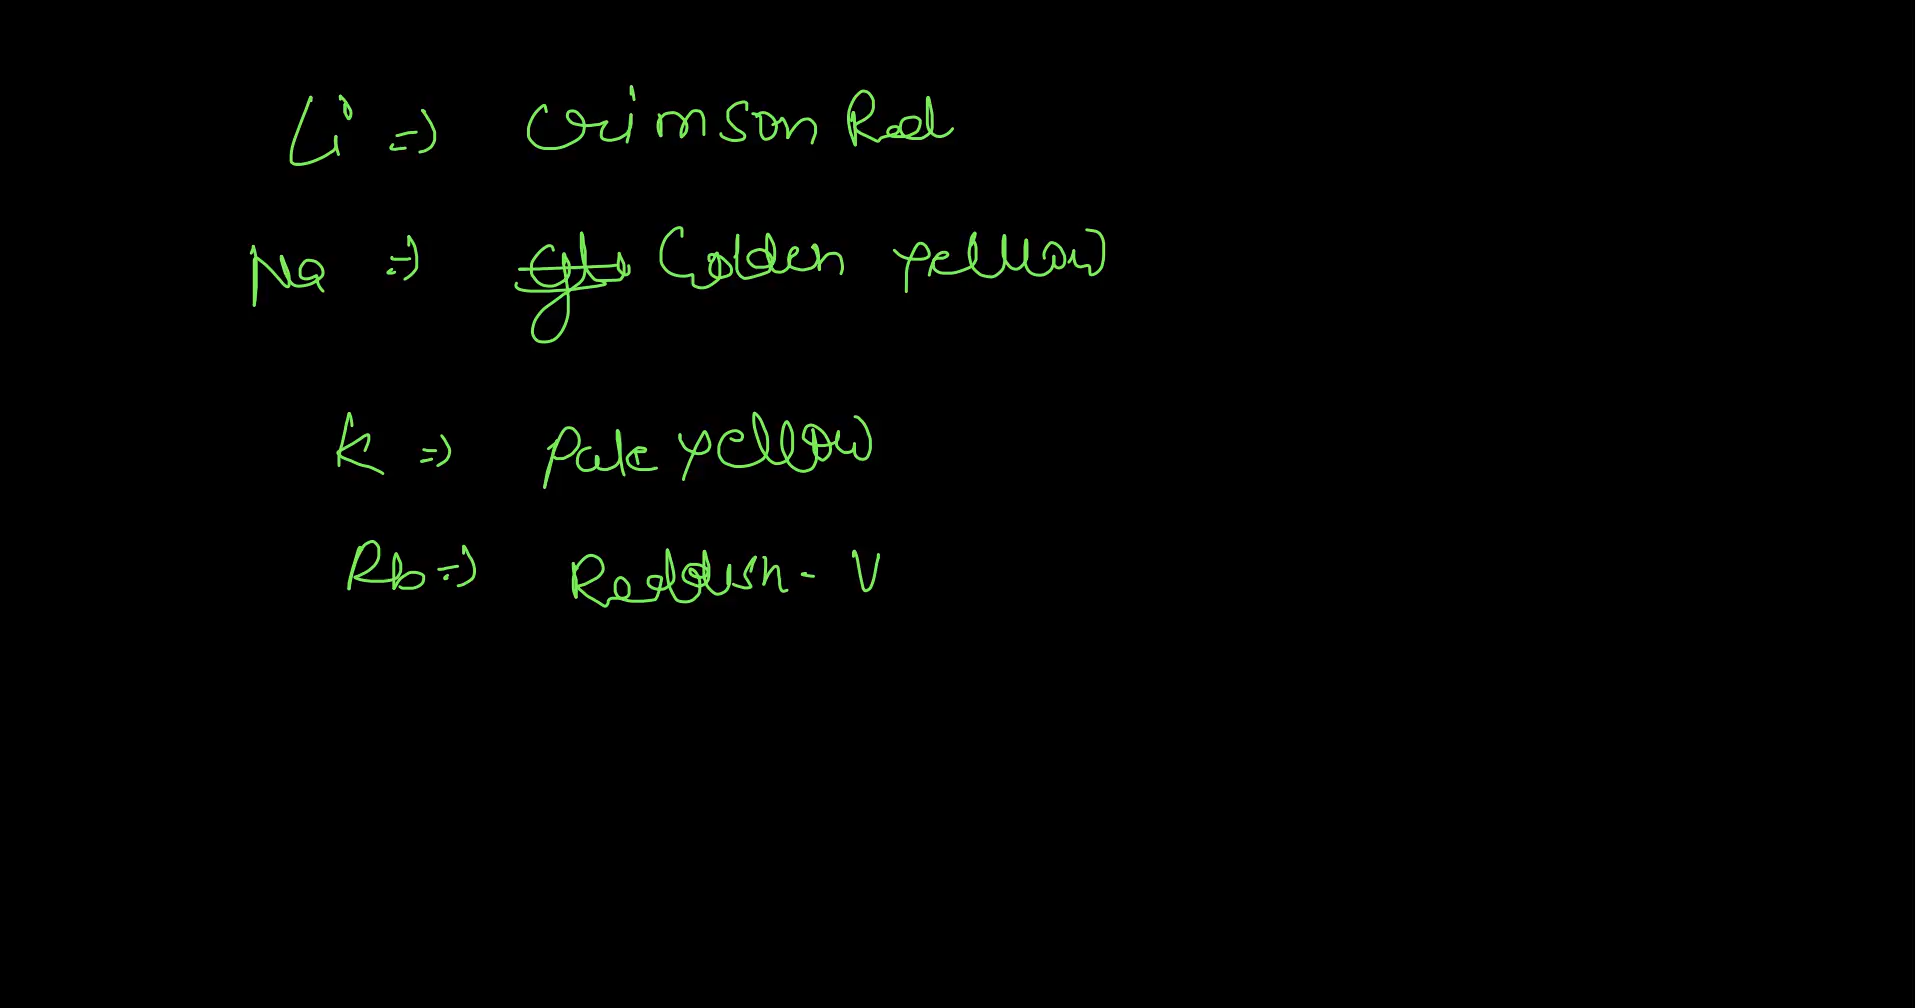 Li => Crimson Red
Na => Golden yellow
K => Pale yellow
Rb => Reddish - V